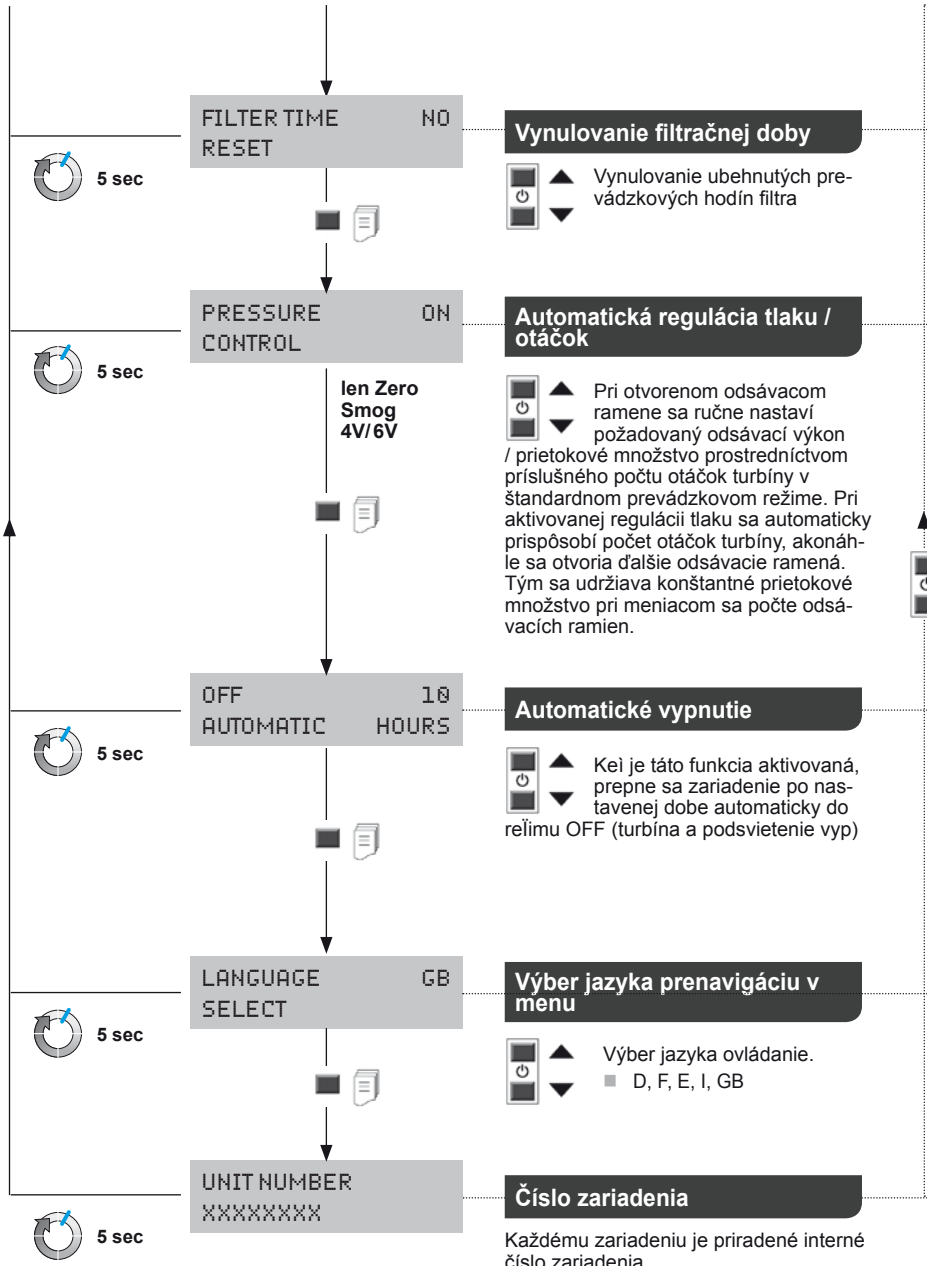 FILTER TIME NO
RESET
5 sec
Vynulovanie filtračnej doby
Vynulovanie ubehnutých pre-
vádzkových hodín filtra
PRESSURE ON
CONTROL
5 sec
len Zero
Smog
4V/6V
Automatická regulácia tlaku /
otáčok
Pri otvorenom odsávacom
ramene sa ručne nastaví
požadovaný odsávací výkon
/ prietokové množstvo prostredníctvom
príslušného počtu otáčok turbíny v
štandardnom prevádzkovom režime. Pri
aktivovanej regulácii tlaku sa automaticky
prispôsobí počet otáčok turbíny, akonáh-
le sa otvoria ďalšie odsávacie ramená.
Tým sa udržiava konštantné prietokové
množstvo pri meniacom sa počte odsá-
vacích ramien.
OFF 10
AUTOMATIC HOURS
5 sec
Automatické vypnutie
Keì je táto funkcia aktivovaná,
prepne sa zariadenie po nas-
tavenej dobe automaticky do
reÏimu OFF (turbína a podsvietenie vyp)
LANGUAGE GB
SELECT
5 sec
Výber jazyka prenavigáciu v
menu
Výber jazyka ovládanie.
D, F, E, I, GB
UNIT NUMBER
XXXXXXXX
5 sec
Číslo zariadenia
Každému zariadeniu je priradené interné
číslo zariadenia